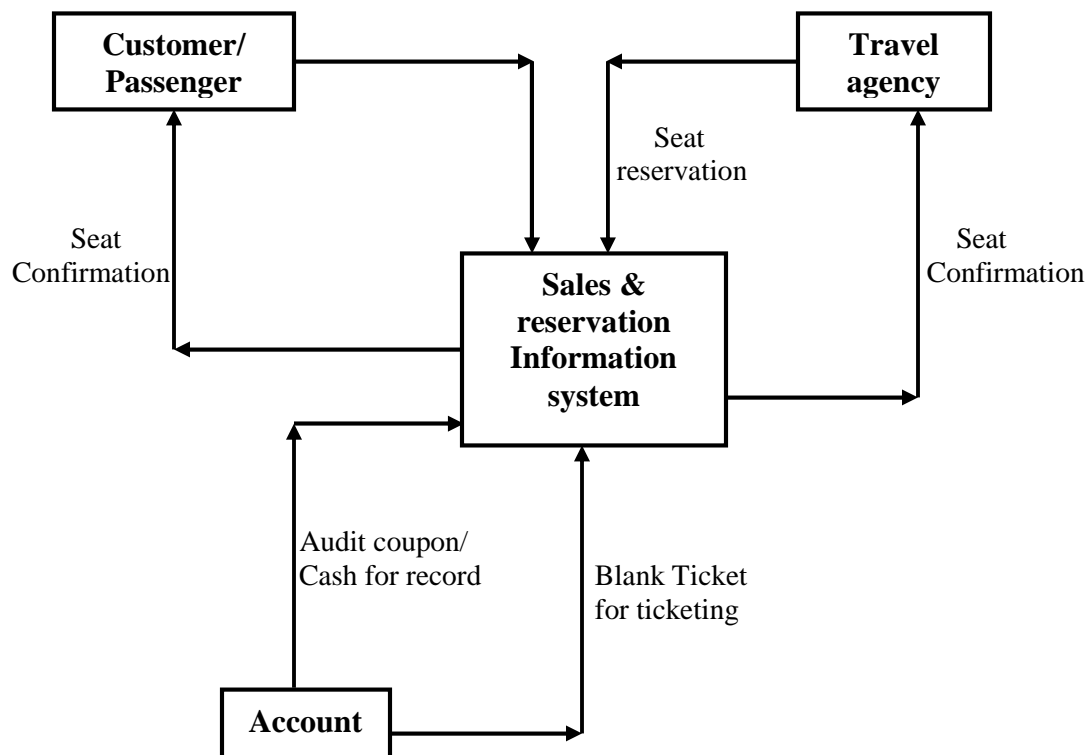 Customer/
Passenger
Travel
agency
Seat
reservation
Seat
Confirmation
Seat
Confirmation
Sales &
reservation
Information
system
Audit coupon/
Cash for record
Blank Ticket
for ticketing
Account